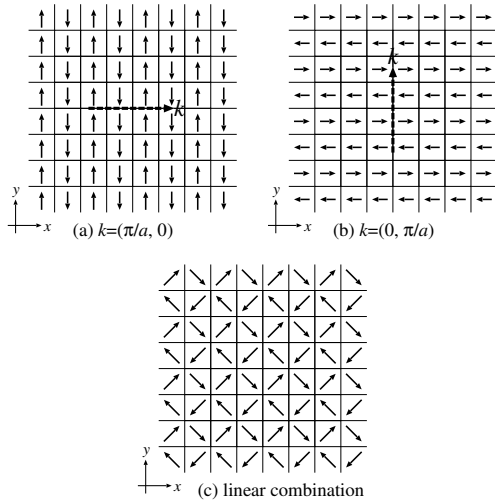 k
k
y
x
(a) k=(π/a, 0)
y
x
(b) k=(0, π/a)
y
x
(c) linear combination